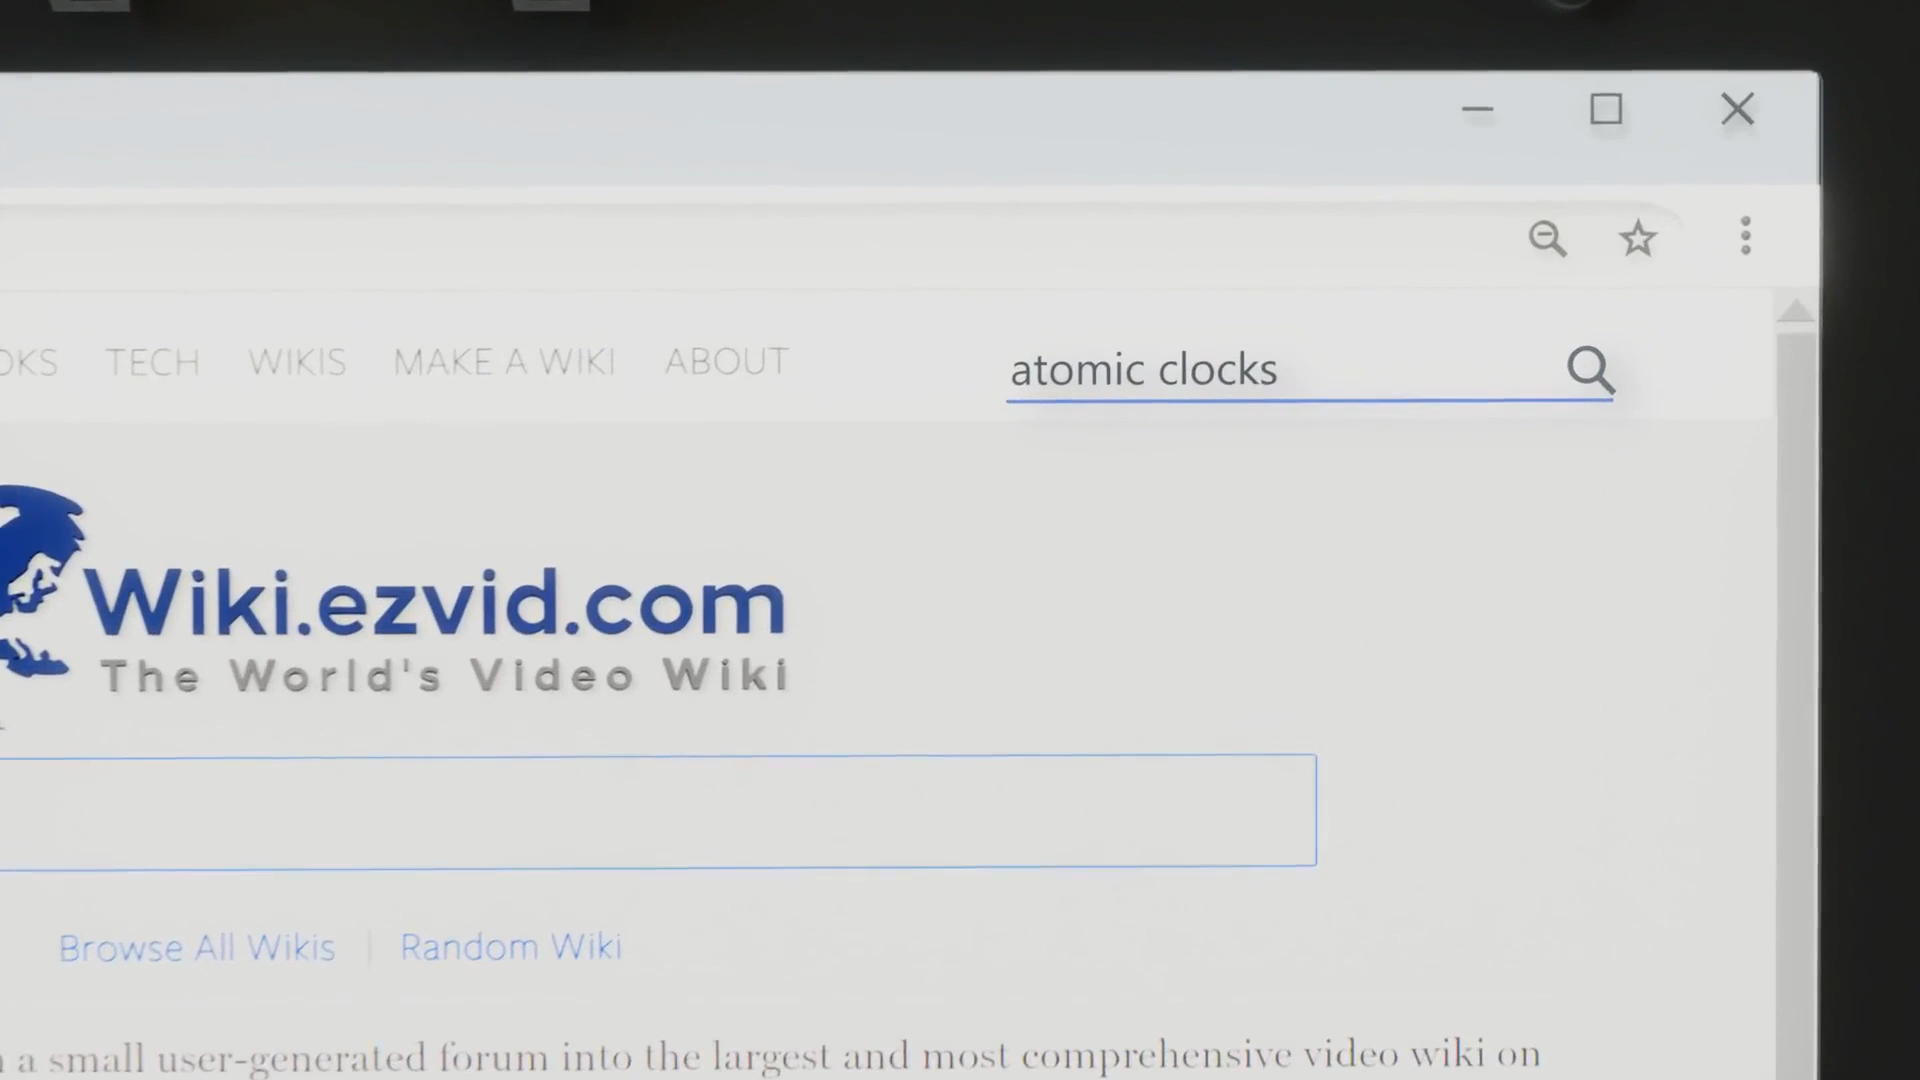 TECH WIKIS MAKE A WIKI ABOUT
atomic clocks
Wiki.ezvid.com
The World's Video Wiki
Browse All Wikis Random Wiki
a small user-generated forum into the largest and most comprehensive video wiki on